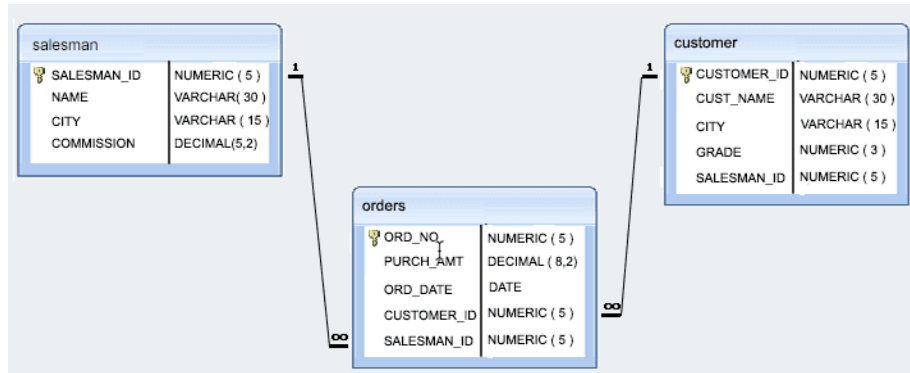 salesman
SALESMAN_ID NUMERIC ( 5 )
NAME VARCHAR( 30 )
CITY VARCHAR ( 15 )
COMMISSION DECIMAL(5,2)
1
1
customer
CUSTOMER_ID NUMERIC ( 5 )
CUST_NAME VARCHAR ( 30 )
CITY VARCHAR ( 15 )
GRADE NUMERIC ( 3 )
SALESMAN_ID NUMERIC ( 5 )
orders
ORD_NO NUMERIC ( 5 )
PURCH_AMT DECIMAL ( 8,2)
ORD_DATE DATE
CUSTOMER_ID NUMERIC ( 5 )
SALESMAN_ID NUMERIC ( 5 )
∞
∞